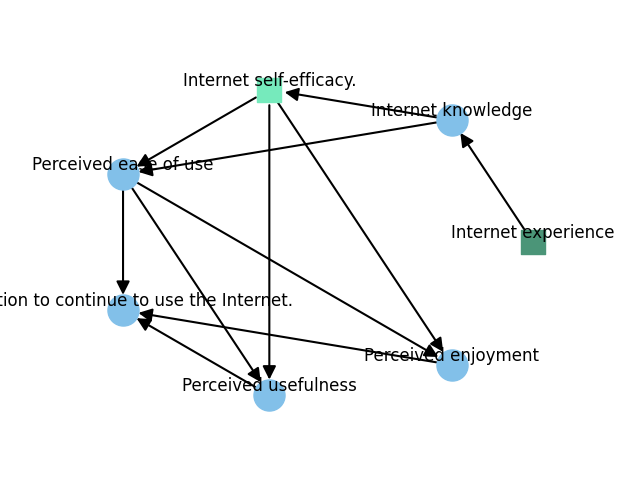 Internet self-efficacy.
Internet knowledge
Perceived ease of use
Internet experience
tion to continue to use the Internet.
Perceived enjoyment
Perceived usefulness